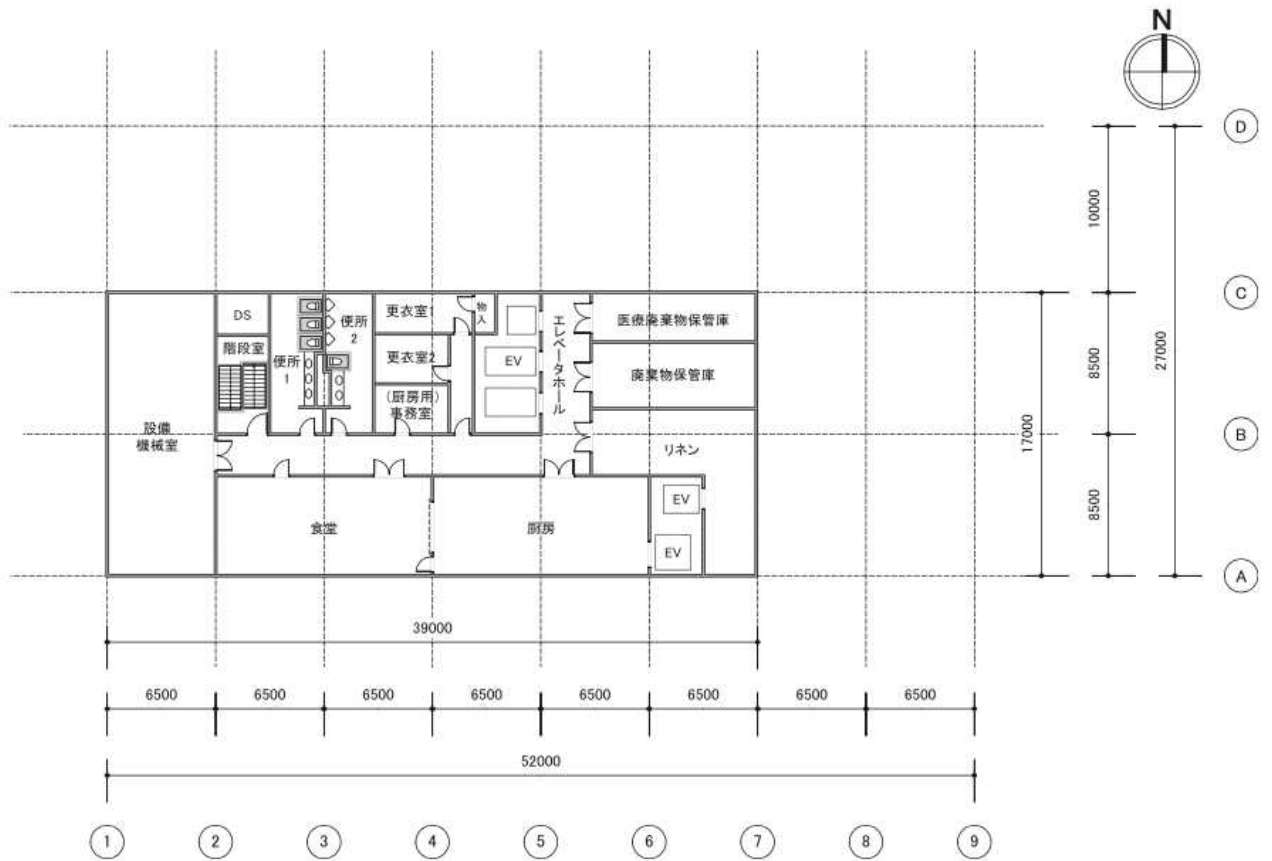 N
D
10000
C
27000
8500
17000
B
8500
A
DS
階段室
便所
1
便所
2
更衣室1
物
入
更衣室2
(厨房用)
事務室
EV
エレベータホール
医療廃棄物保管庫
廃棄物保管庫
リネン
設備
機械室
食堂
厨房
EV
EV
39000
6500
6500
6500
6500
6500
6500
6500
6500
52000
1
2
3
4
5
6
7
8
9